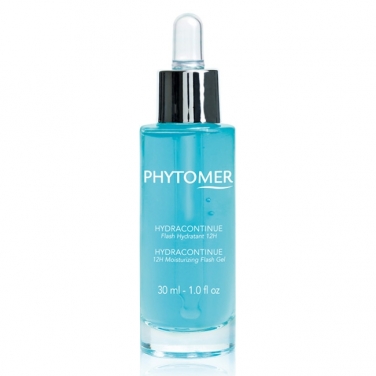 PHYTOMER
HYDRACONTINUE
Flash Hydratant 12H
HYDRACONTINUE
12H Moisturizing Flash Gel
30 ml - 1.0 fl oz